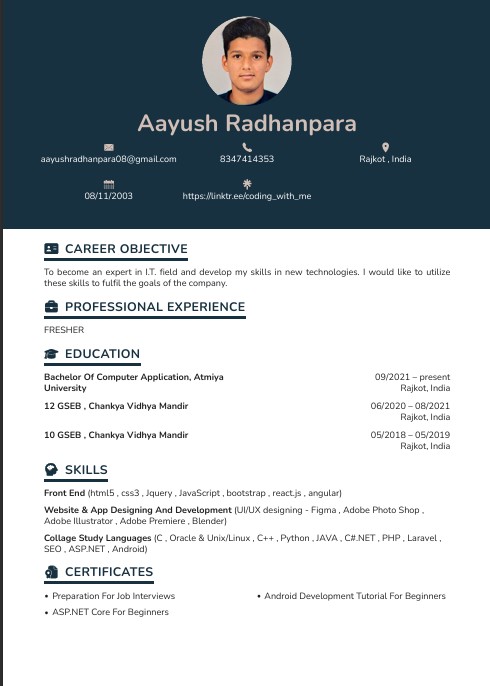 Aayush Radhanpara
aayushradhanpara08@gmail.com
8347414353
Rajkot , India
08/11/2003
https://linktr.ee/coding_with_me
CAREER OBJECTIVE
To become an expert in I.T. field and develop my skills in new technologies. I would like to utilize
these skills to fulfil the goals of the company.
PROFESSIONAL EXPERIENCE
FRESHER
EDUCATION
Bachelor Of Computer Application, Atmiya
University
09/2021 – present
Rajkot, India
12 GSEB , Chankya Vidhya Mandir
06/2020 – 08/2021
Rajkot, India
10 GSEB , Chankya Vidhya Mandir
05/2018 – 05/2019
Rajkot, India
SKILLS
Front End (html5 , css3 , Jquery , JavaScript , bootstrap , react.js , angular)
Website & App Designing And Development (UI/UX designing - Figma , Adobe Photo Shop ,
Adobe Illustrator , Adobe Premiere , Blender)
Collage Study Languages (C , Oracle & Unix/Linux , C++ , Python , JAVA , C#.NET , PHP , Laravel ,
SEO , ASP.NET , Android)
CERTIFICATES
• Preparation For Job Interviews
• Android Development Tutorial For Beginners
• ASP.NET Core For Beginners